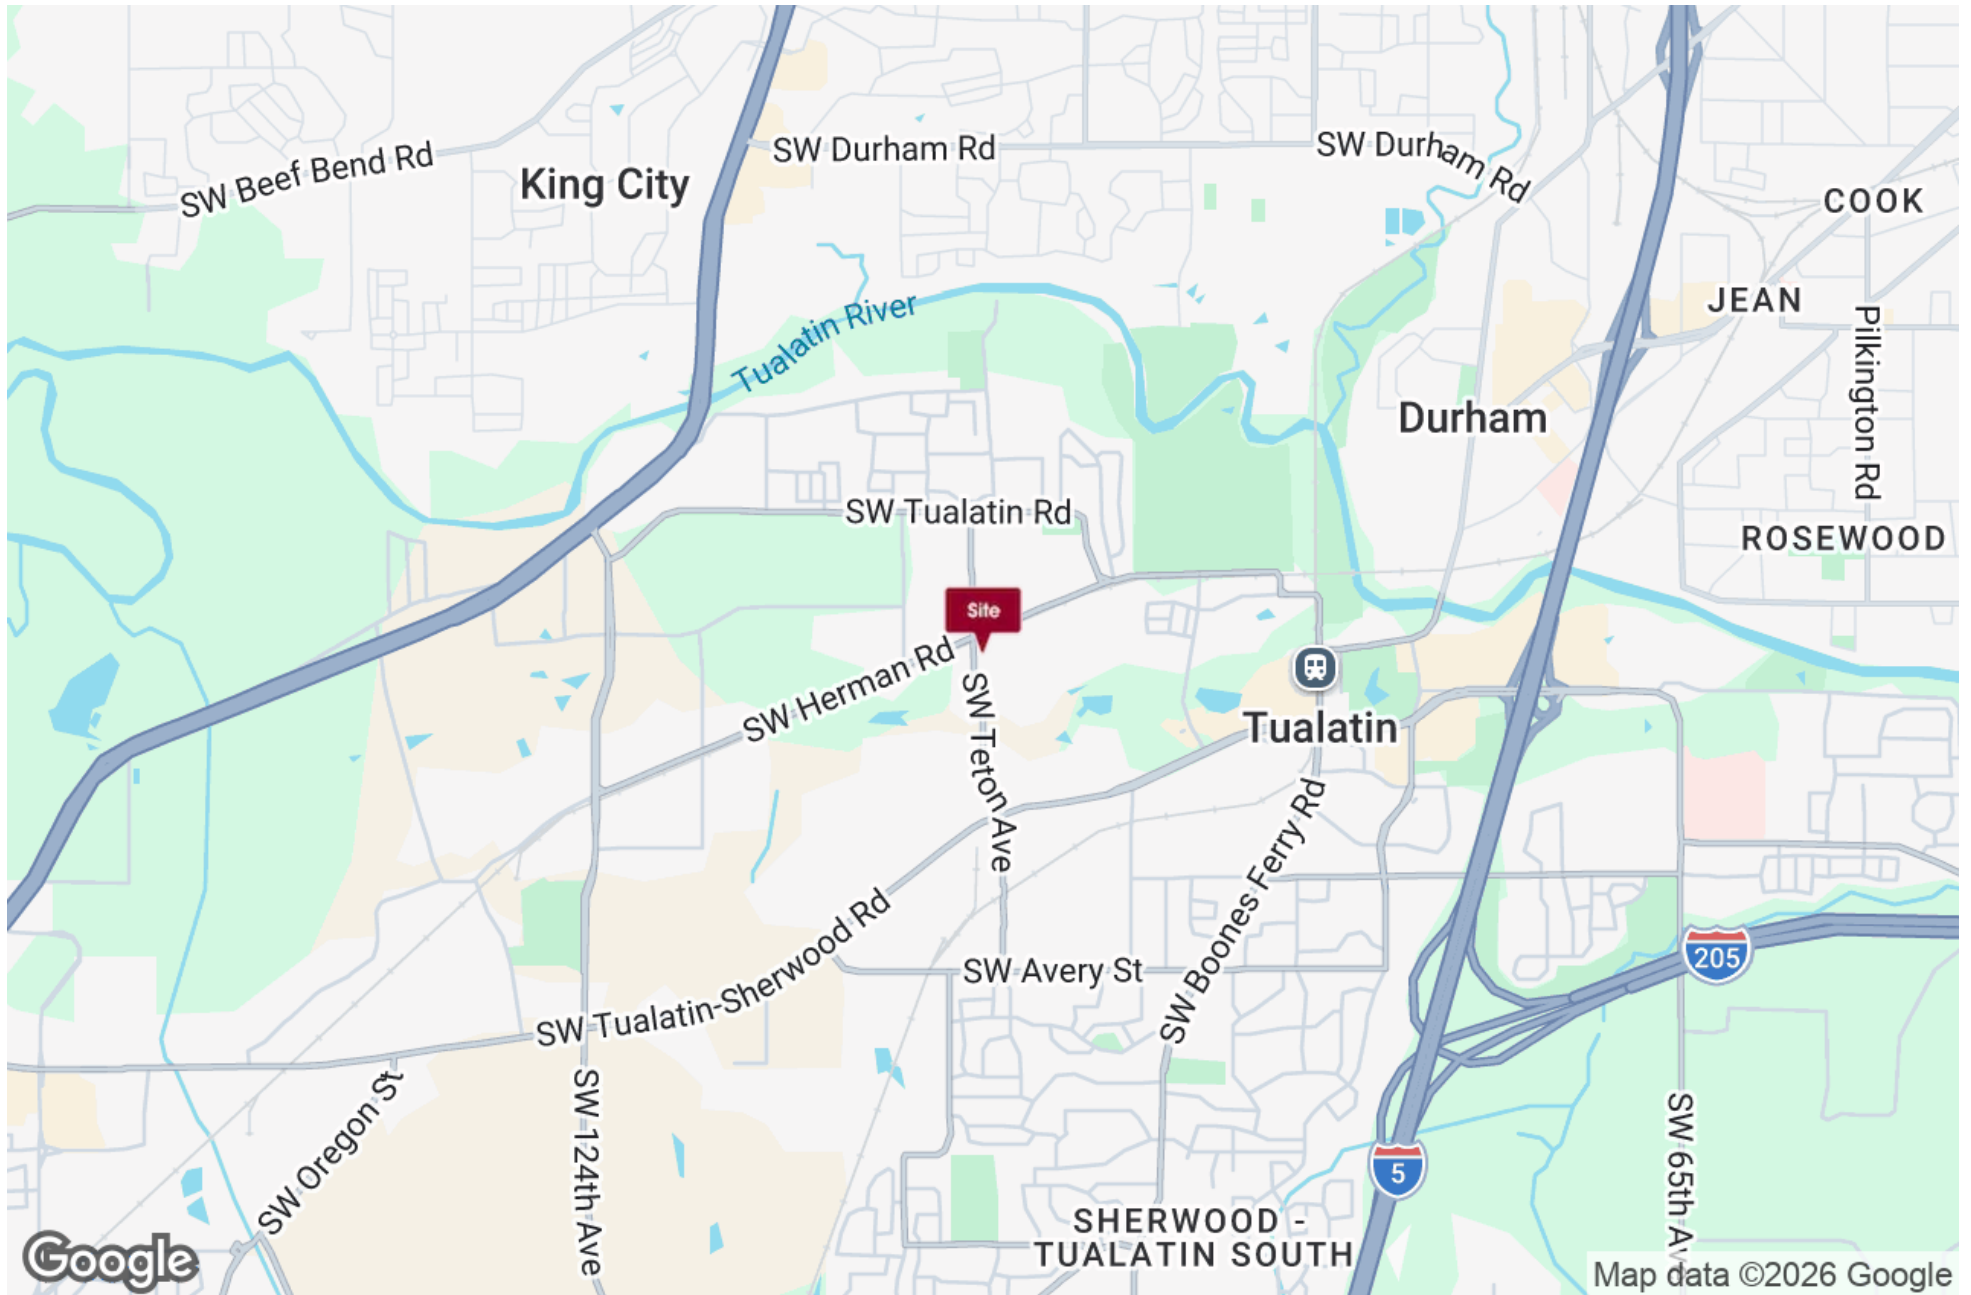 SW Beef Bend Rd
King City
SW Durham Rd
SW Durham Rd
COOK
JEAN
Tualatin River
Pilkington Rd
Durham
SW Tualatin Rd
ROSEWOOD
Site
SW Herman Rd
SW Teton Ave
Tualatin
SW Boones Ferry Rd
SW Tualatin-Sherwood Rd
SW Avery St
205
SW Oregon St
SW 124th Ave
SW 65th Ave
5
SHERWOOD -
TUALATIN SOUTH
Google
Map data ©2026 Google